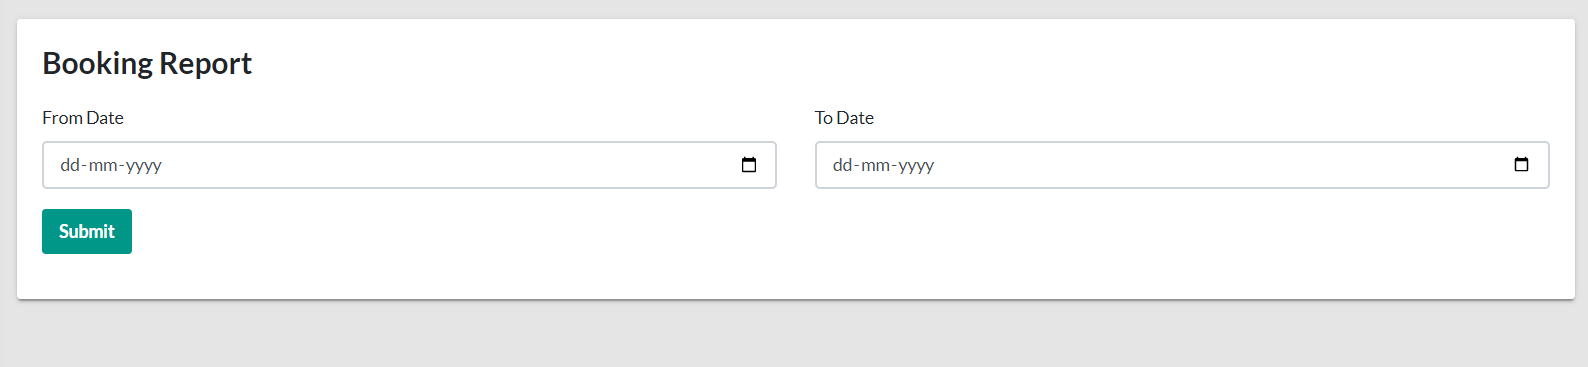 Booking Report
From Date
To Date
dd-mm-yyyy
dd-mm-yyyy
Submit